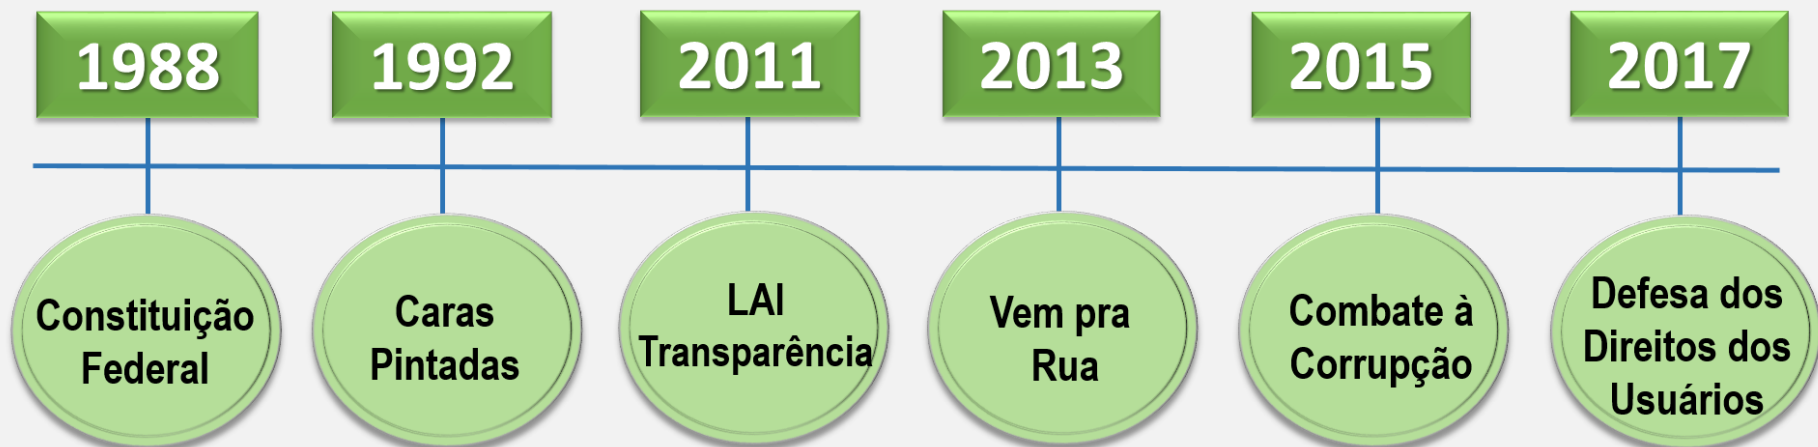 1988
1992
2011
2013
2015
2017
Constituição
Federal
Caras
Pintadas
LAI
Transparência
Vem pra
Rua
Combate à
Corrupção
Defesa dos
Direitos dos
Usuários